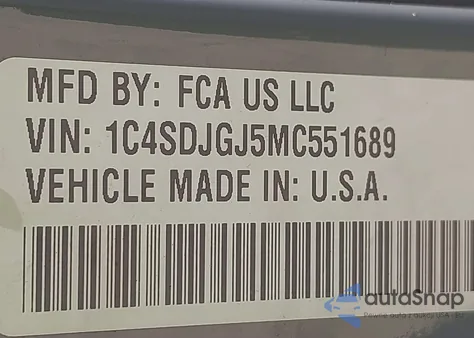 MFD BY: FCA US LLC
VIN: 1C4SDJGJ5MC551689
VEHICLE MADE IN: U.S.A.
autoSnap